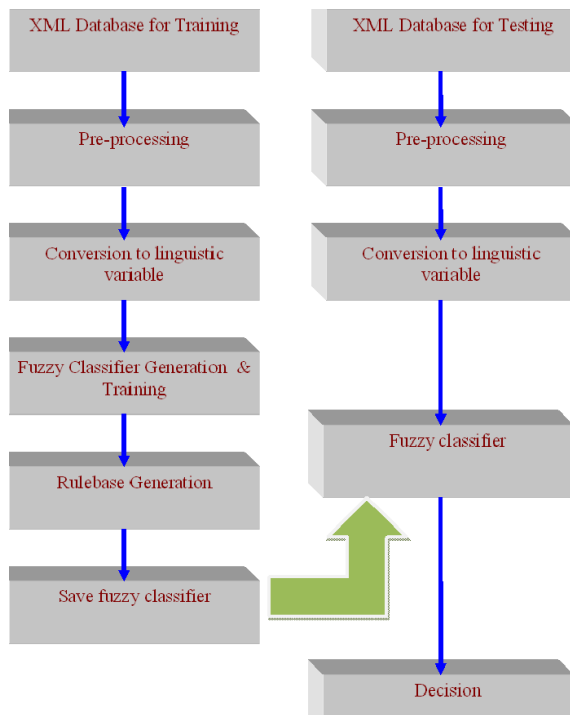 XML Database for Training
Pre-processing
Conversion to linguistic
variable
Fuzzy Classifier Generation &
Training
Rulebase Generation
Save fuzzy classifier
XML Database for Testing
Pre-processing
Conversion to linguistic
variable
Fuzzy classifier
Decision